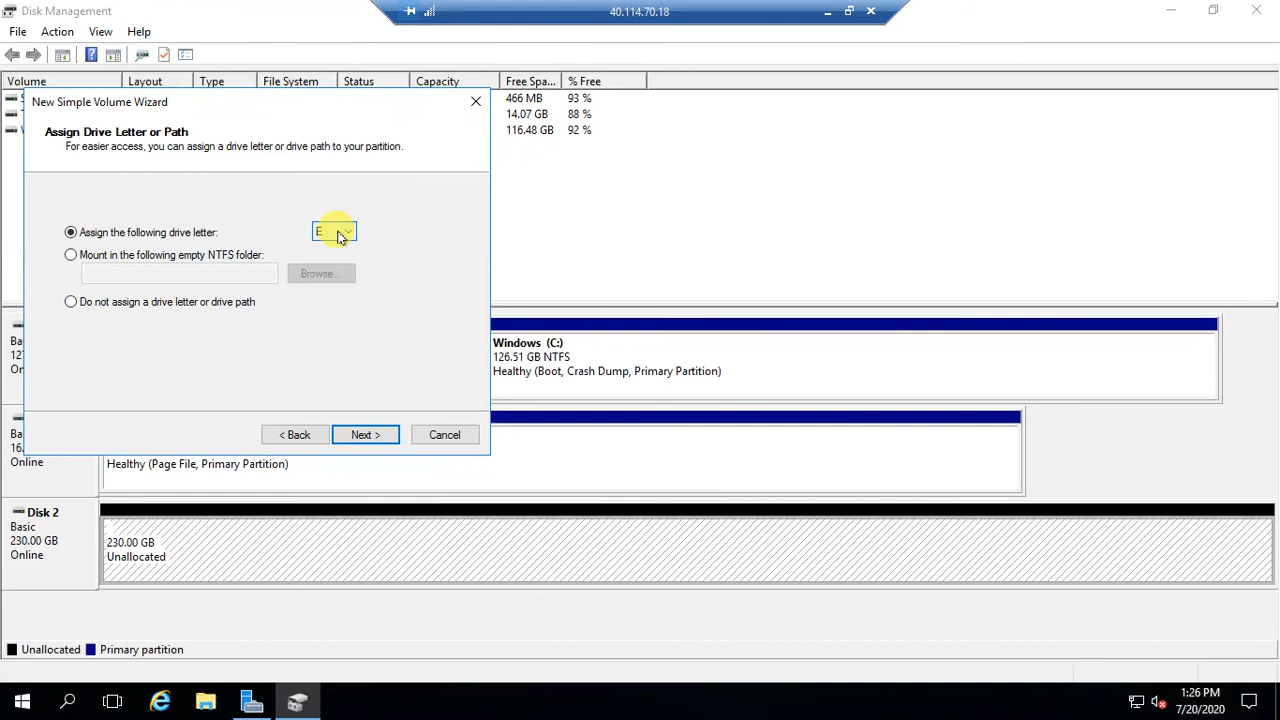 Disk Management
40.114.70.18
File Action View Help
Volume Layout Type File System Status Capacity Free Spa... % Free
466 MB 93 %
14.07 GB 88 %
116.48 GB 92 %
New Simple Volume Wizard
Assign Drive Letter or Path
For easier access, you can assign a drive letter or drive path to your partition.
Assign the following drive letter: E
Mount in the following empty NTFS folder:
Browse...
Do not assign a drive letter or drive path
< Back Next > Cancel
Windows (C:)
126.51 GB NTFS
Healthy (Boot, Crash Dump, Primary Partition)
Online
Healthy (Page File, Primary Partition)
Disk 2
Basic
230.00 GB
Online
230.00 GB
Unallocated
Unallocated Primary partition
1:26 PM
7/20/2020